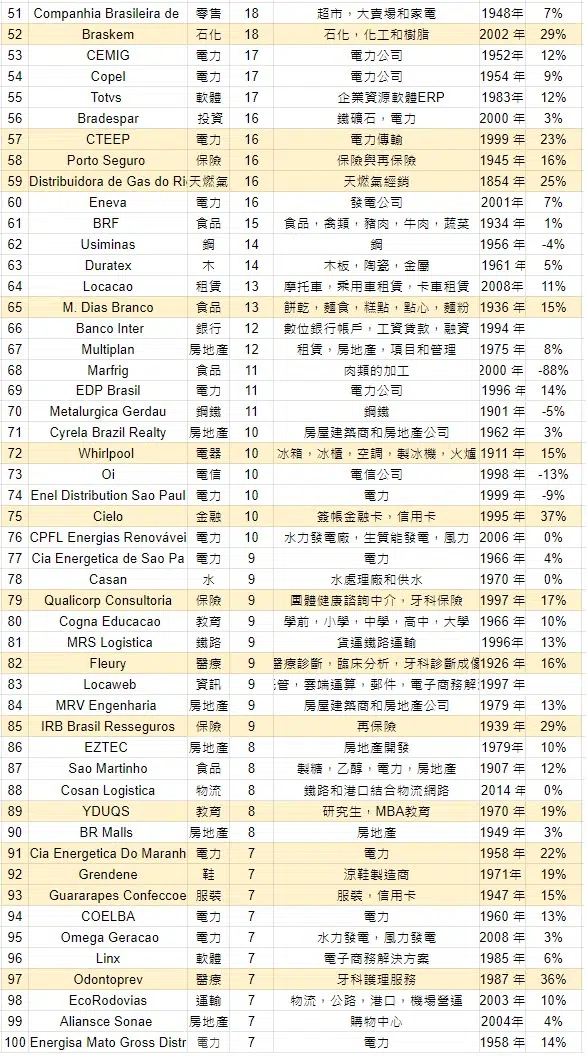 51 Companhia Brasileira de 零售 18 超市，大賣場和家電 1948年 7%
52 Braskem 石化 18 石化，化工和樹脂 2002 年 29%
53 CEMIG 電力 17 電力公司 1952年 12%
54 Copel 電力 17 電力公司 1954 年 9%
55 Totvs 軟體 17 企業資源軟體ERP 1983年 12%
56 Bradespar 投資 16 鐵礦石，電力 2000 年 3%
57 CTEEP 電力 16 電力傳輸 1999 年 23%
58 Porto Seguro 保險 16 保險與再保險 1945 年 16%
59 Distribuidora de Gas do Ri 天燃氣 16 天燃氣經銷 1854 年 25%
60 Eneva 電力 16 發電公司 2001年 7%
61 BRF 食品 15 食品，禽類，豬肉，牛肉，蔬菜 1934 年 1%
62 Usiminas 鋼 14 鋼 1956 年 -4%
63 Duratex 木 14 木板，陶瓷，金屬 1961 年 5%
64 Locacao 租賃 13 摩托車，乘用車租賃，卡車租賃 2008年 11%
65 M. Dias Branco 食品 13 餅乾，麵食，糕點，點心，麵粉 1936 年 15%
66 Banco Inter 銀行 12 數位銀行帳戶，工資貸款，融資 1994 年
67 Multiplan 房地產 12 租賃，房地產，項目和管理 1975 年 8%
68 Marfrig 食品 11 肉類的加工 2000 年 -88%
69 EDP Brasil 電力 11 電力公司 1996 年 14%
70 Metalurgica Gerdau 鋼鐵 11 鋼鐵 1901 年 -5%
71 Cyrela Brazil Realty 房地產 10 房屋建築商和房地產公司 1962 年 3%
72 Whirlpool 電器 10 冰箱，冰櫃，空調，製冰機，火爐 1911 年 15%
73 Oi 電信 10 電信公司 1998 年 -13%
74 Enel Distribution Sao Paul 電力 10 電力 1999 年 -9%
75 Cielo 金融 10 簽帳金融卡，信用卡 1995 年 37%
76 CPFL Energias Renovávei 電力 10 水力發電廠，生質能發電，風力 2006 年 0%
77 Cia Energetica de Sao Pa 電力 9 電力 1966 年 4%
78 Casan 水 9 水處理廠和供水 1970 年 0%
79 Qualicorp Consultoria 保險 9 團體健康諮詢中介，牙科保險 1997 年 17%
80 Cogna Educacao 教育 9 學前，小學，中學，高中，大學 1966 年 10%
81 MRS Logistica 鐵路 9 貨運鐵路運輸 1996年 13%
82 Fleury 醫療 9 醫療診斷，臨床分析，牙科診斷成像 1926 年 16%
83 Locaweb 資訊 9 管，雲端運算，郵件，電子商務解 1997 年
84 MRV Engenharia 房地產 9 房屋建築商和房地產公司 1979 年 13%
85 IRB Brasil Resseguros 保險 9 再保險 1939 年 29%
86 EZTEC 房地產 8 房地產開發 1979年 10%
87 Sao Martinho 食品 8 製糖，乙醇，電力，房地產 1907 年 12%
88 Cosan Logistica 物流 8 鐵路和港口結合物流網路 2014 年 0%
89 YDUQS 教育 8 研究生，MBA教育 1970 年 19%
90 BR Malls 房地產 8 房地產 1949 年 3%
91 Cia Energetica Do Maranh 電力 7 電力 1958 年 22%
92 Grendene 鞋 7 涼鞋製造商 1971年 19%
93 Guararapes Confeccoe 服裝 7 服裝，信用卡 1947 年 15%
94 COELBA 電力 7 電力 1960 年 13%
95 Omega Geracao 電力 7 水力發電，風力發電 2008 年 3%
96 Linx 軟體 7 電子商務解決方案 1985 年 6%
97 Odontoprev 醫療 7 牙科護理服務 1987 年 36%
98 EcoRodovias 運輸 7 物流，公路，港口，機場營運 2003 年 10%
99 Aliansce Sonae 房地產 7 購物中心 2004年 4%
100 Energisa Mato Gross Distr 電力 7 電力 1958 年 14%